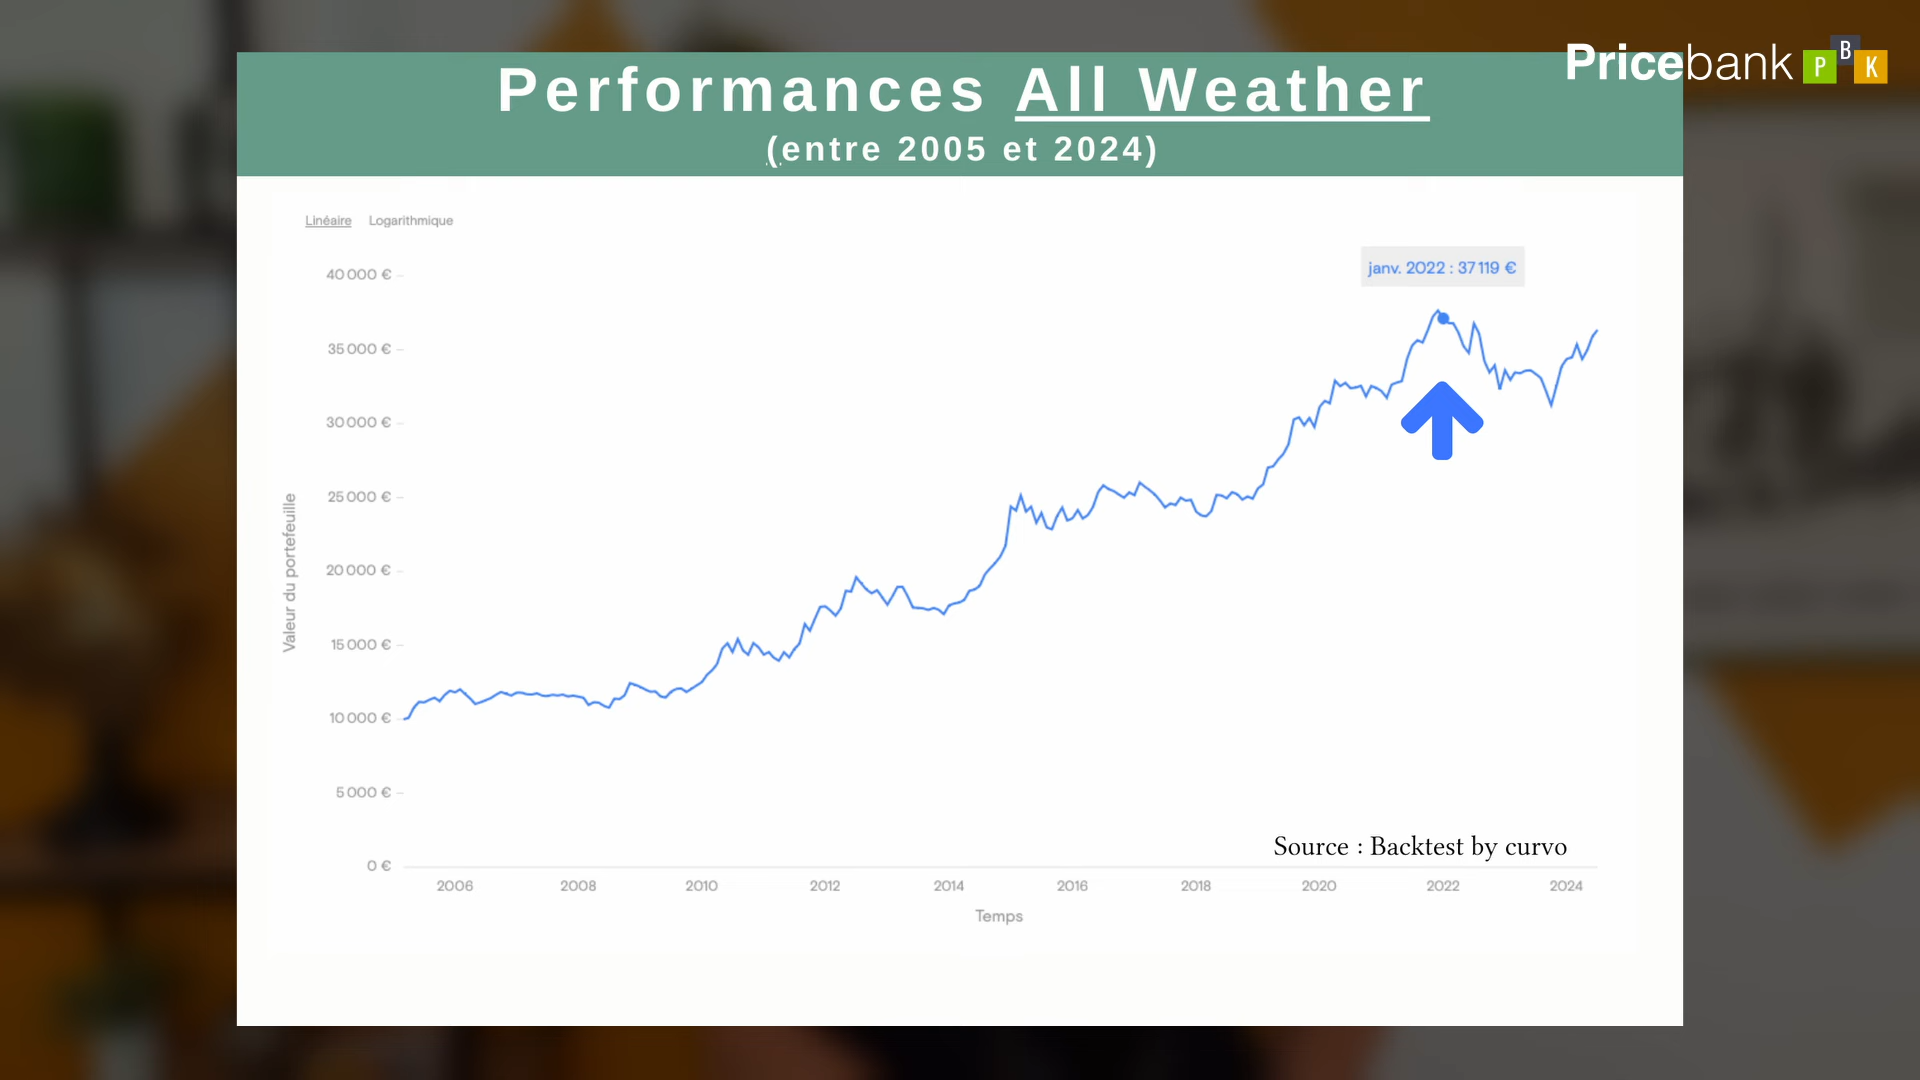 Pricebank
P B K
Performances All Weather
(entre 2005 et 2024)
Linéaire Logarithmique
janv. 2022 : 37 119 €
40 000 €
35 000 €
30 000 €
25 000 €
20 000 €
15 000 €
10 000 €
5 000 €
0 €
Valeur du portefeuille
Source : Backtest by curvo
2006 2008 2010 2012 2014 2016 2018 2020 2022 2024
Temps